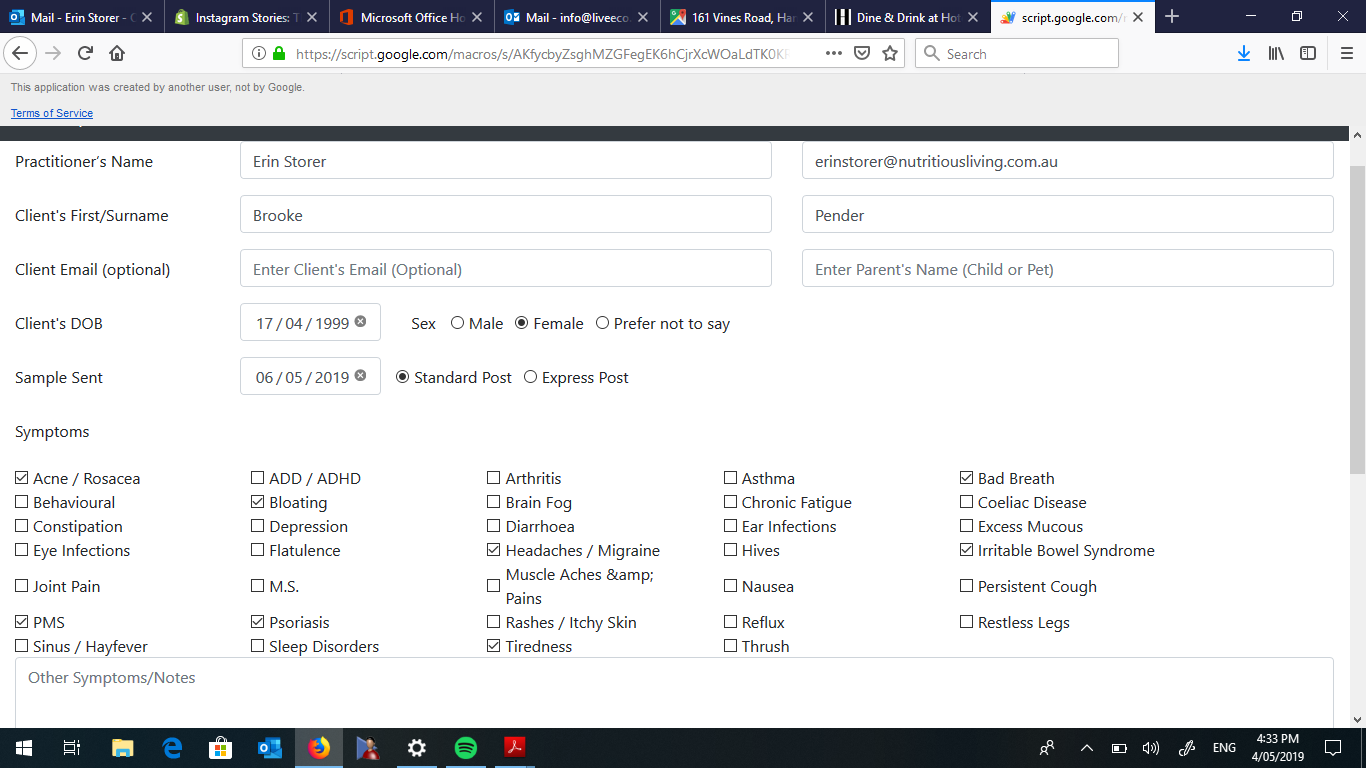 Mail - Erin Storer - O
Instagram Stories: T
Microsoft Office Ho
Mail - info@liveeco.
161 Vines Road, Har
Dine & Drink at Hot
script.google.com/r
https://script.google.com/macros/s/AKfycbyZsghMZGFegEK6hCjrXcWOaLdTK0KF
Search
This application was created by another user, not by Google.
Terms of Service
Practitioner's Name Erin Storer erinstorer@nutritiousliving.com.au
Client's First/Surname Brooke Pender
Client Email (optional) Enter Client's Email (Optional) Enter Parent's Name (Child or Pet)
Client's DOB 17 / 04 / 1999 Sex Male Female Prefer not to say
Sample Sent 06 / 05 / 2019 Standard Post Express Post
Symptoms
Acne / Rosacea ADD / ADHD Arthritis Asthma Bad Breath
Behavioural Bloating Brain Fog Chronic Fatigue Coeliac Disease
Constipation Depression Diarrhoea Ear Infections Excess Mucous
Eye Infections Flatulence Headaches / Migraine Hives Irritable Bowel Syndrome
Joint Pain M.S. Muscle Aches &amp; Nausea Persistent Cough
Pains
PMS Psoriasis Rashes / Itchy Skin Reflux Restless Legs
Sinus / Hayfever Sleep Disorders Tiredness Thrush
Other Symptoms/Notes
ENG
4:33 PM
4/05/2019